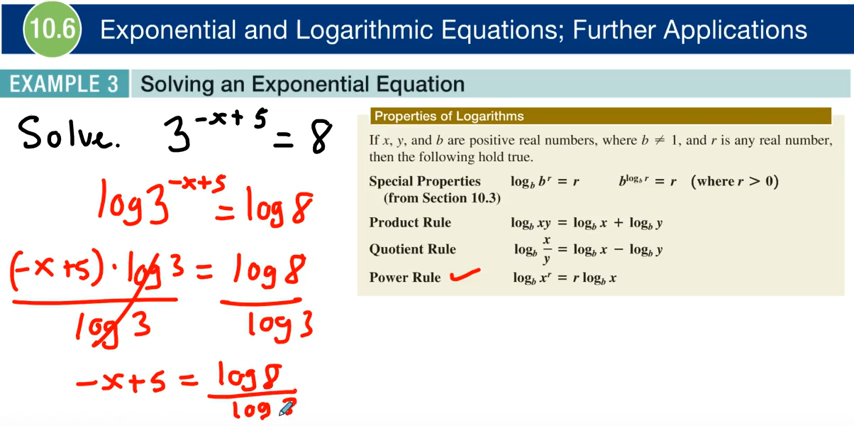 10.6 Exponential and Logarithmic Equations; Further Applications
EXAMPLE 3 Solving an Exponential Equation
Solve. 3^{-x+5} = 8
log 3^{-x+5} = log 8
(-x+5) · log 3 / log 3 = log 8 / log 3
-x+5 = log 8 / log 3
Properties of Logarithms
If x, y, and b are positive real numbers, where b ≠ 1, and r is any real number,
then the following hold true.
Special Properties log_b b^r = r b^{log_b r} = r (where r > 0)
(from Section 10.3)
Product Rule log_b xy = log_b x + log_b y
Quotient Rule log_b x/y = log_b x − log_b y
Power Rule ✓ log_b x^r = r log_b x